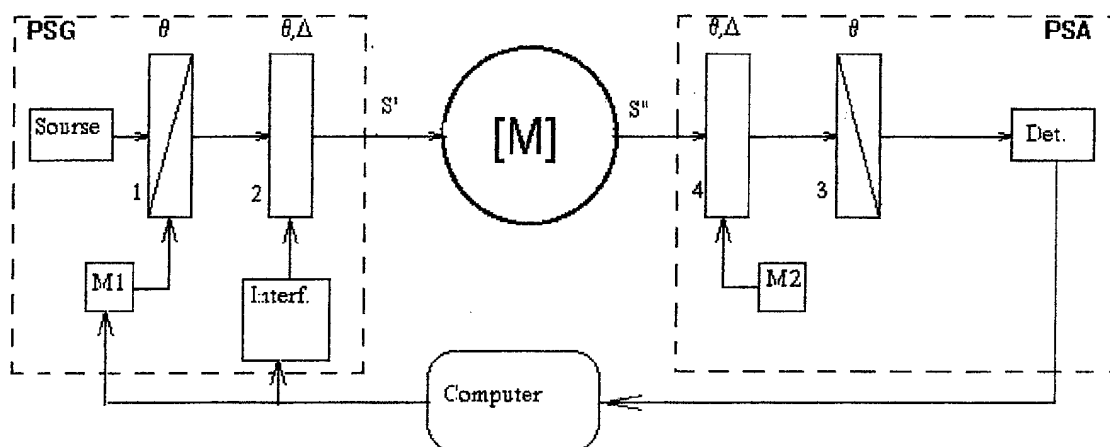 PSG
θ
θ,Δ
θ,Δ
θ
PSA
Sourse
S'
[M]
S"
Det.
1
2
4
3
M1
Interf.
M2
Computer